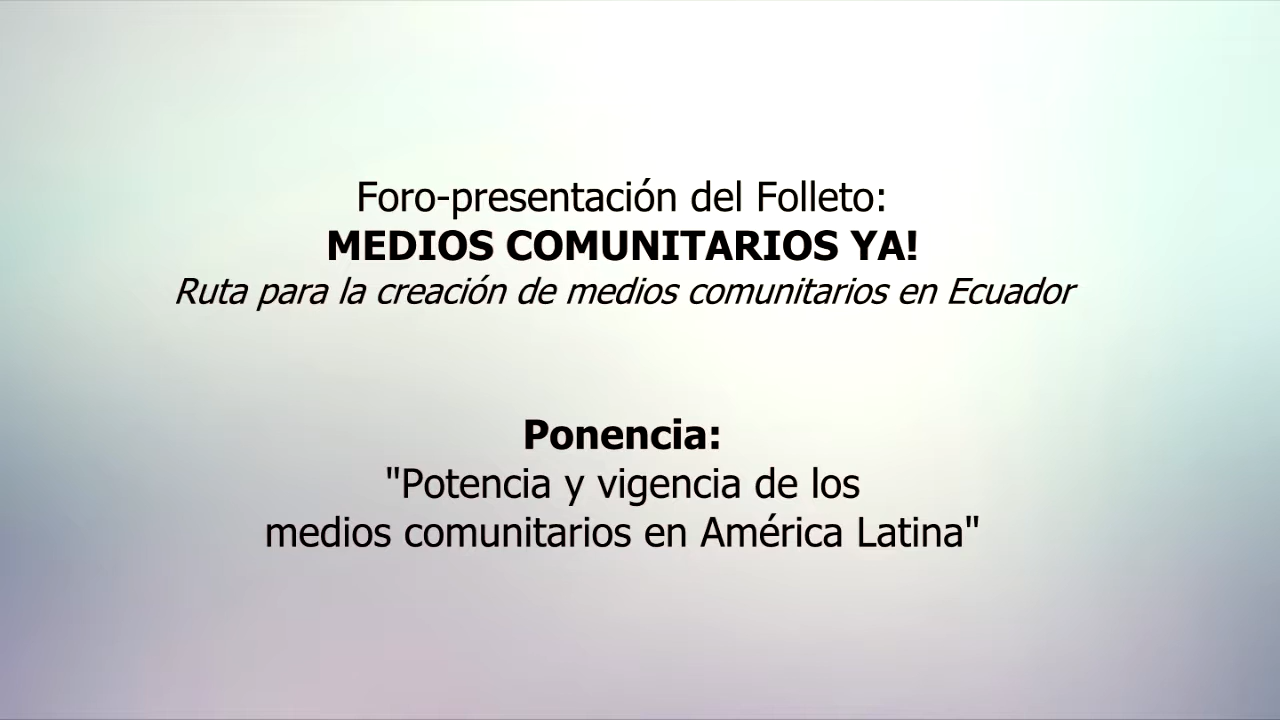 Foro-presentación del Folleto:
MEDIOS COMUNITARIOS YA!
Ruta para la creación de medios comunitarios en Ecuador
Ponencia:
"Potencia y vigencia de los
medios comunitarios en América Latina"